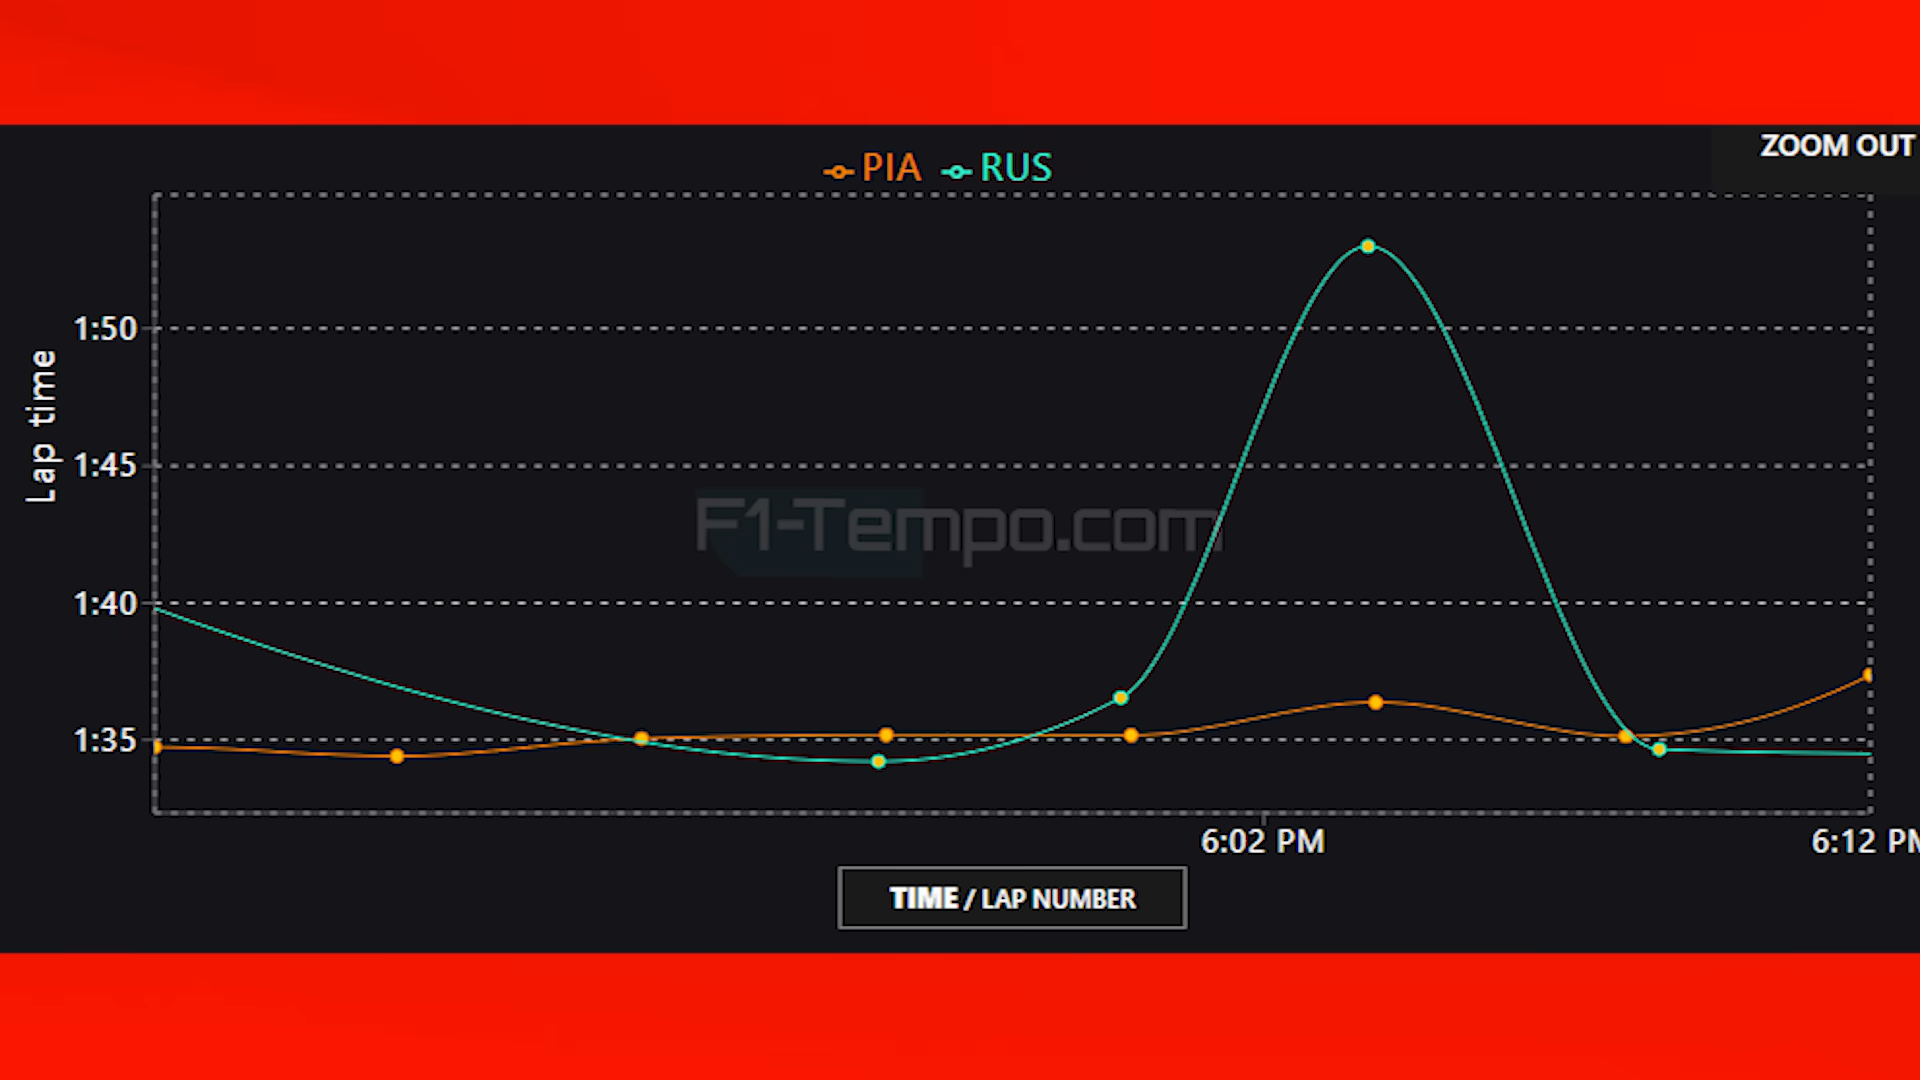 ZOOM OUT
PIA RUS
1:50
1:45
1:40
1:35
Lap time
F1-Tempo.com
6:02 PM
6:12 PM
TIME / LAP NUMBER